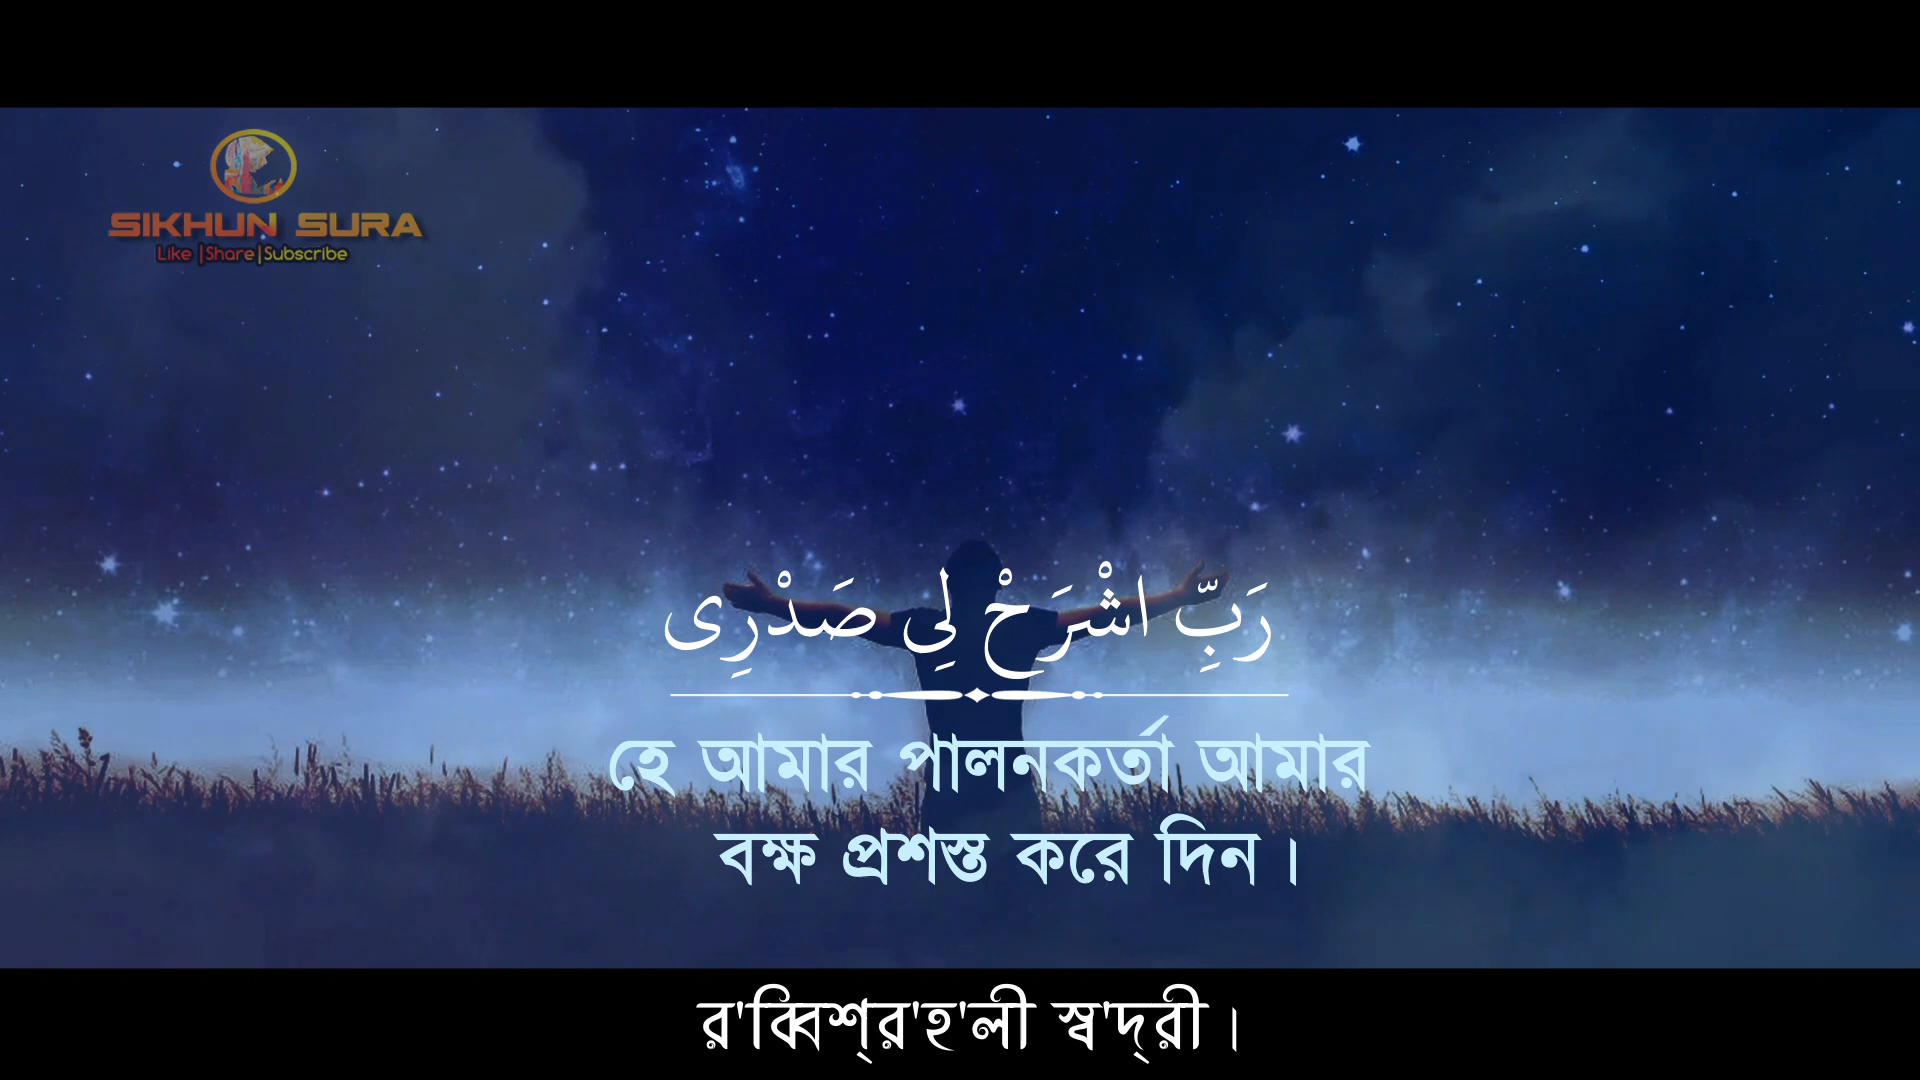 SIKHUN SURA
Like |Share|Subscribe
رَبِّ اشْرَحْ لِي صَدْرِى
হে আমার পালনকর্তা আমার
বক্ষ প্রশস্ত করে দিন।
র'ব্বিশ্‌র'হ'লী স্ব'দ্‌রী।